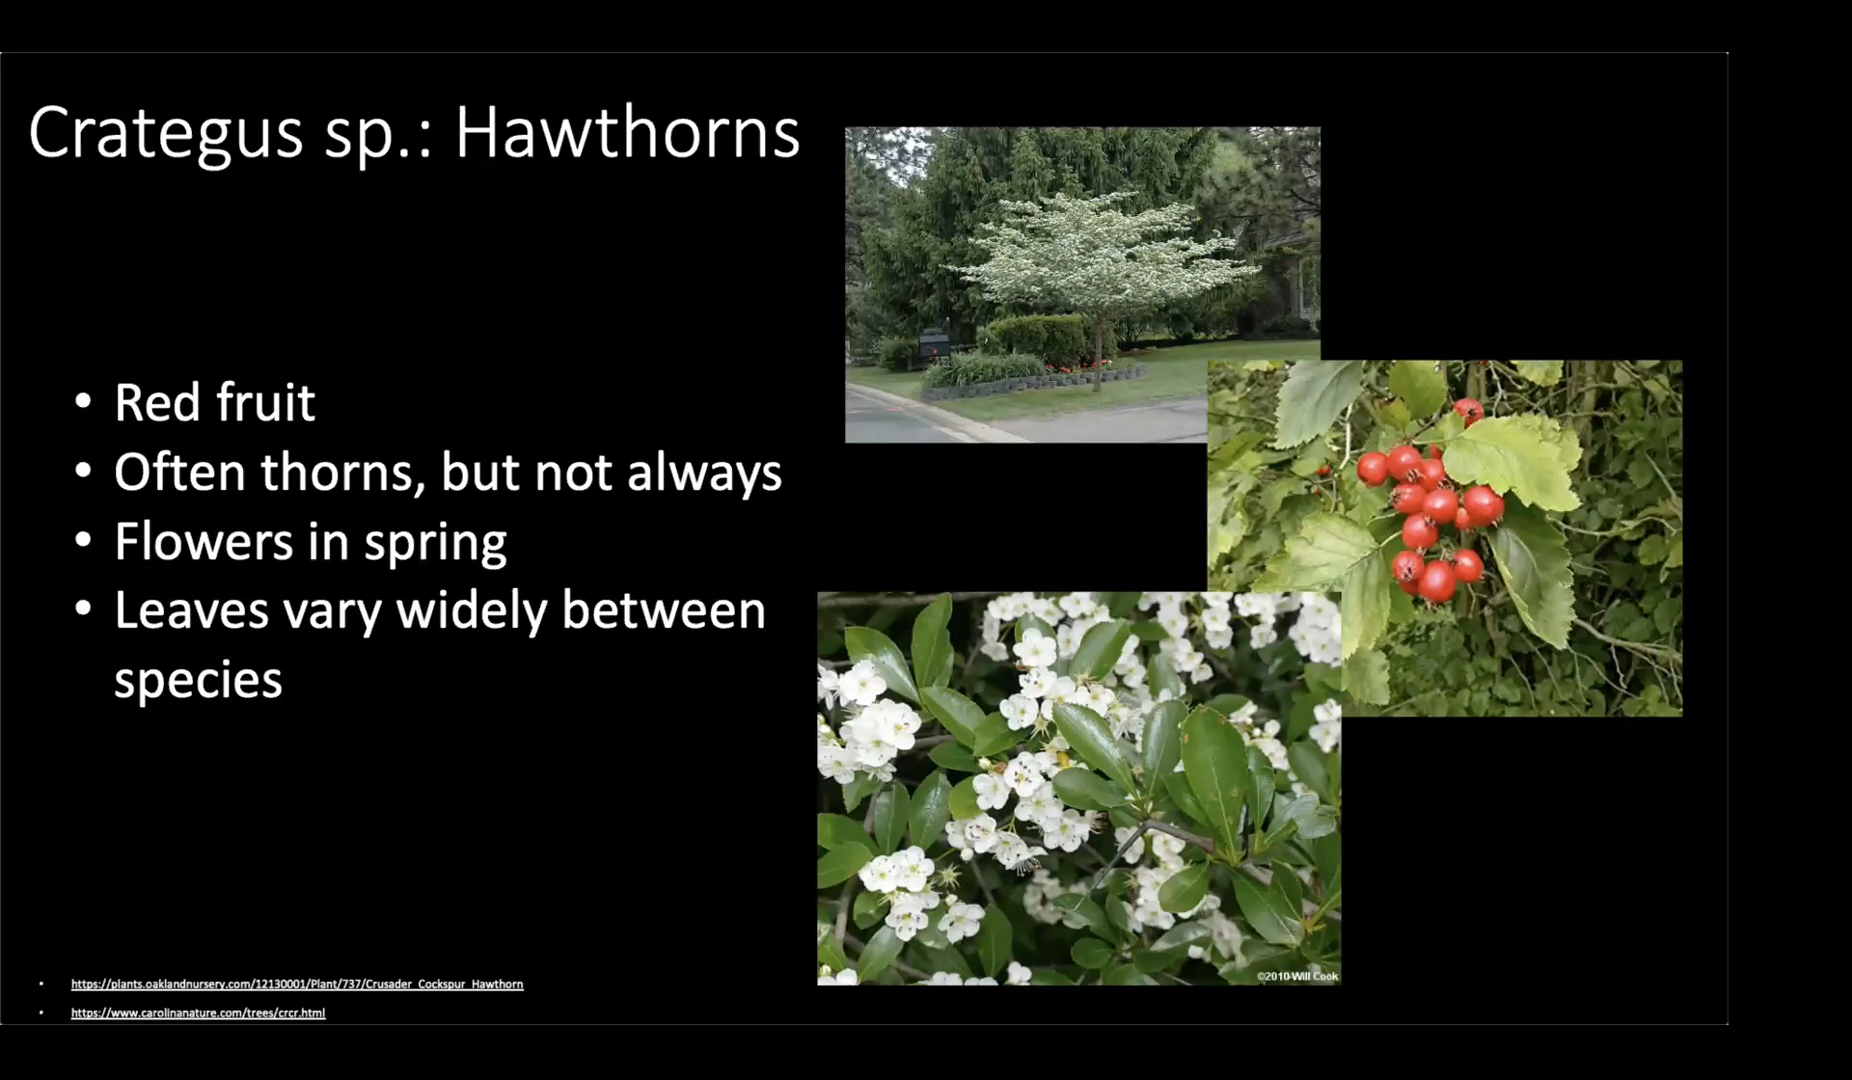 Crategus sp.: Hawthorns
• Red fruit
• Often thorns, but not always
• Flowers in spring
• Leaves vary widely between
species
©2010 Will Cook
• https://plants.oaklandnursery.com/12130001/Plant/737/Crusader_Cockspur_Hawthorn
• https://www.carolinanature.com/trees/crcr.html